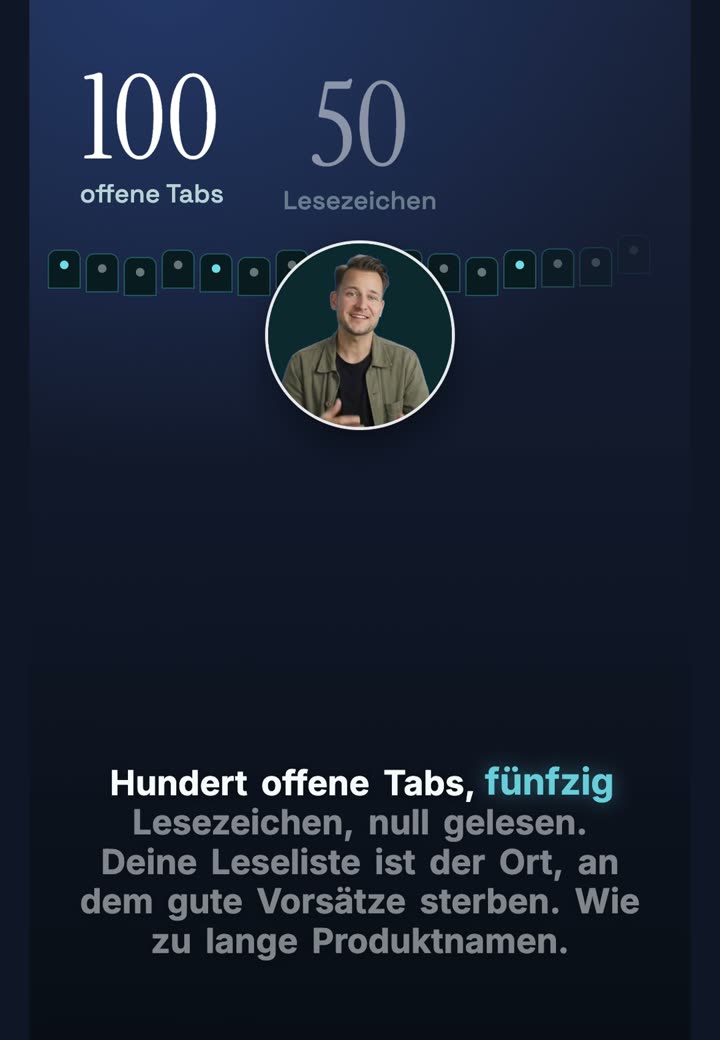 100
offene Tabs
50
Lesezeichen
Hundert offene Tabs, fünfzig
Lesezeichen, null gelesen.
Deine Leseliste ist der Ort, an
dem gute Vorsätze sterben. Wie
zu lange Produktnamen.